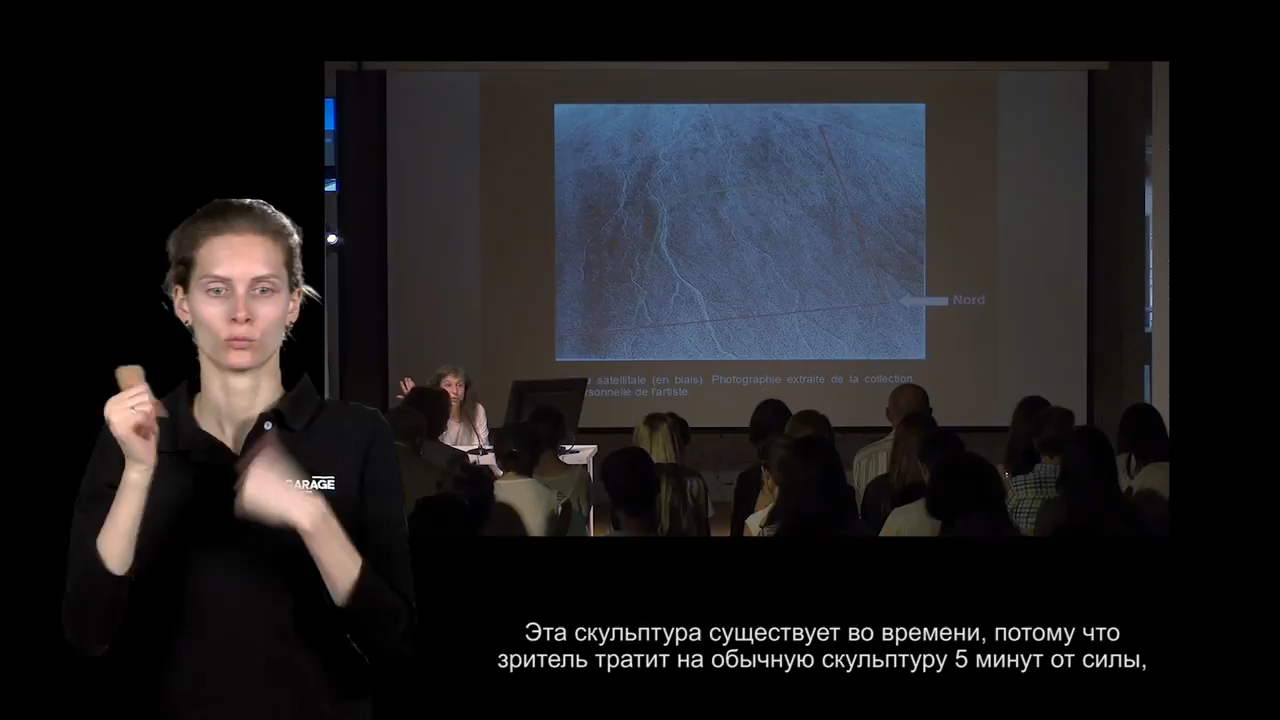 Nord
satellitale (en biais). Photographie extraite de la collection
rsonnelle de l'artiste.
GARAGE
Эта скульптура существует во времени, потому что
зритель тратит на обычную скульптуру 5 минут от силы,